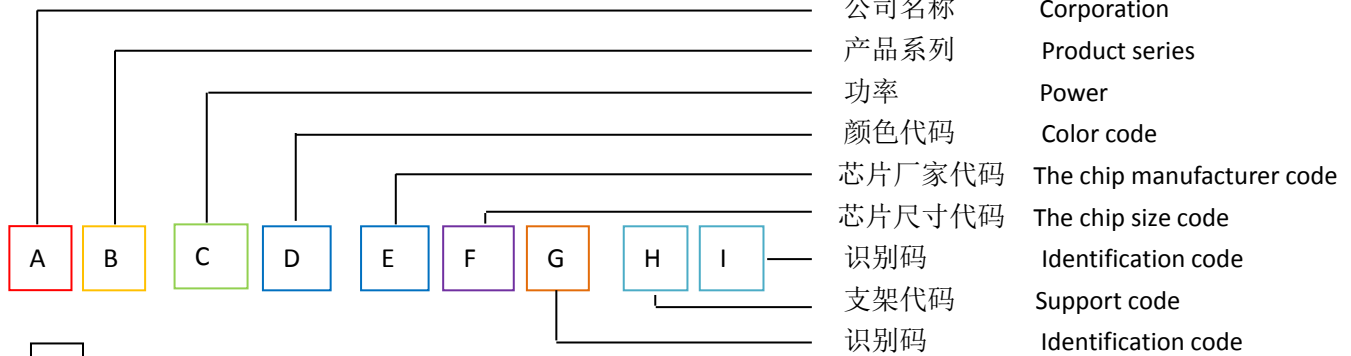 公司名称 Corporation
产品系列 Product series
功率 Power
颜色代码 Color code
芯片厂家代码 The chip manufacturer code
芯片尺寸代码 The chip size code
A B C D E F G H I 识别码 Identification code
支架代码 Support code
识别码 Identification code